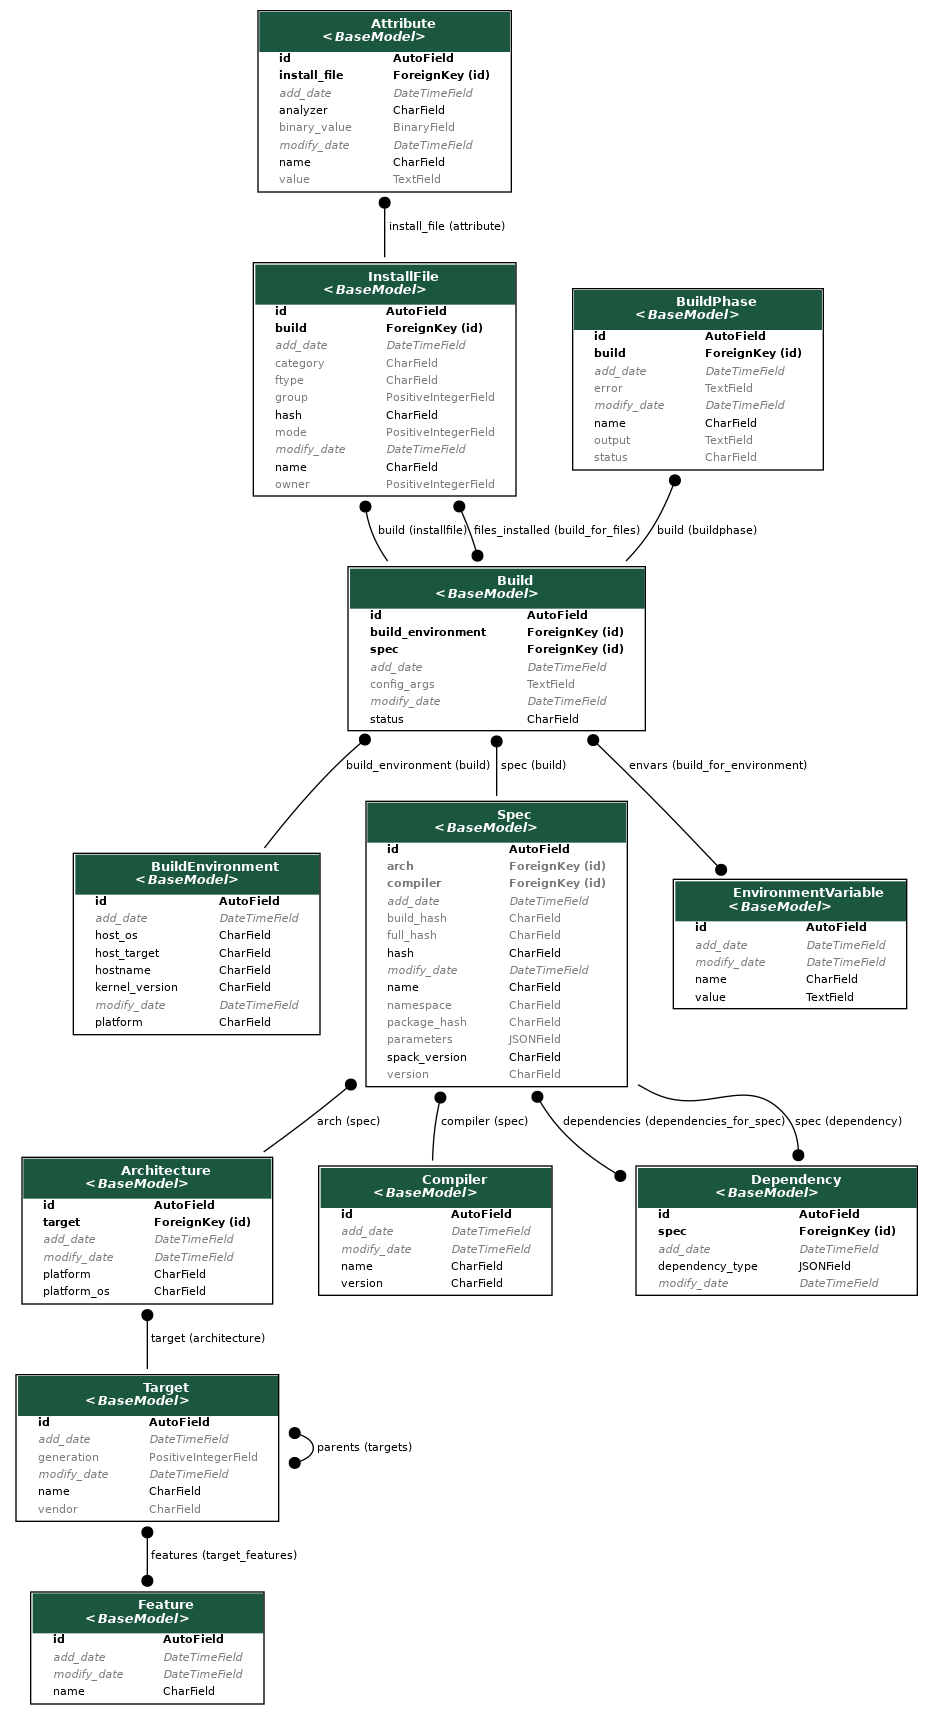 Attribute
<BaseModel>
id AutoField
install_file ForeignKey (id)
add_date DateTimeField
analyzer CharField
binary_value BinaryField
modify_date DateTimeField
name CharField
value TextField
install_file (attribute)
InstallFile
<BaseModel>
id AutoField
build ForeignKey (id)
add_date DateTimeField
category CharField
ftype CharField
group PositiveIntegerField
hash CharField
mode PositiveIntegerField
modify_date DateTimeField
name CharField
owner PositiveIntegerField
BuildPhase
<BaseModel>
id AutoField
build ForeignKey (id)
add_date DateTimeField
error TextField
modify_date DateTimeField
name CharField
output TextField
status CharField
build (installfile)
files_installed (build_for_files)
build (buildphase)
Build
<BaseModel>
id AutoField
build_environment ForeignKey (id)
spec ForeignKey (id)
add_date DateTimeField
config_args TextField
modify_date DateTimeField
status CharField
build_environment (build)
spec (build)
envars (build_for_environment)
BuildEnvironment
<BaseModel>
id AutoField
add_date DateTimeField
host_os CharField
host_target CharField
hostname CharField
kernel_version CharField
modify_date DateTimeField
platform CharField
Spec
<BaseModel>
id AutoField
arch ForeignKey (id)
compiler ForeignKey (id)
add_date DateTimeField
build_hash CharField
full_hash CharField
hash CharField
modify_date DateTimeField
name CharField
namespace CharField
package_hash CharField
parameters JSONField
spack_version CharField
version CharField
EnvironmentVariable
<BaseModel>
id AutoField
add_date DateTimeField
modify_date DateTimeField
name CharField
value TextField
arch (spec)
compiler (spec)
dependencies (dependencies_for_spec)
spec (dependency)
Architecture
<BaseModel>
id AutoField
target ForeignKey (id)
add_date DateTimeField
modify_date DateTimeField
platform CharField
platform_os CharField
Compiler
<BaseModel>
id AutoField
add_date DateTimeField
modify_date DateTimeField
name CharField
version CharField
Dependency
<BaseModel>
id AutoField
spec ForeignKey (id)
add_date DateTimeField
dependency_type JSONField
modify_date DateTimeField
target (architecture)
Target
<BaseModel>
id AutoField
add_date DateTimeField
generation PositiveIntegerField
modify_date DateTimeField
name CharField
vendor CharField
parents (targets)
features (target_features)
Feature
<BaseModel>
id AutoField
add_date DateTimeField
modify_date DateTimeField
name CharField